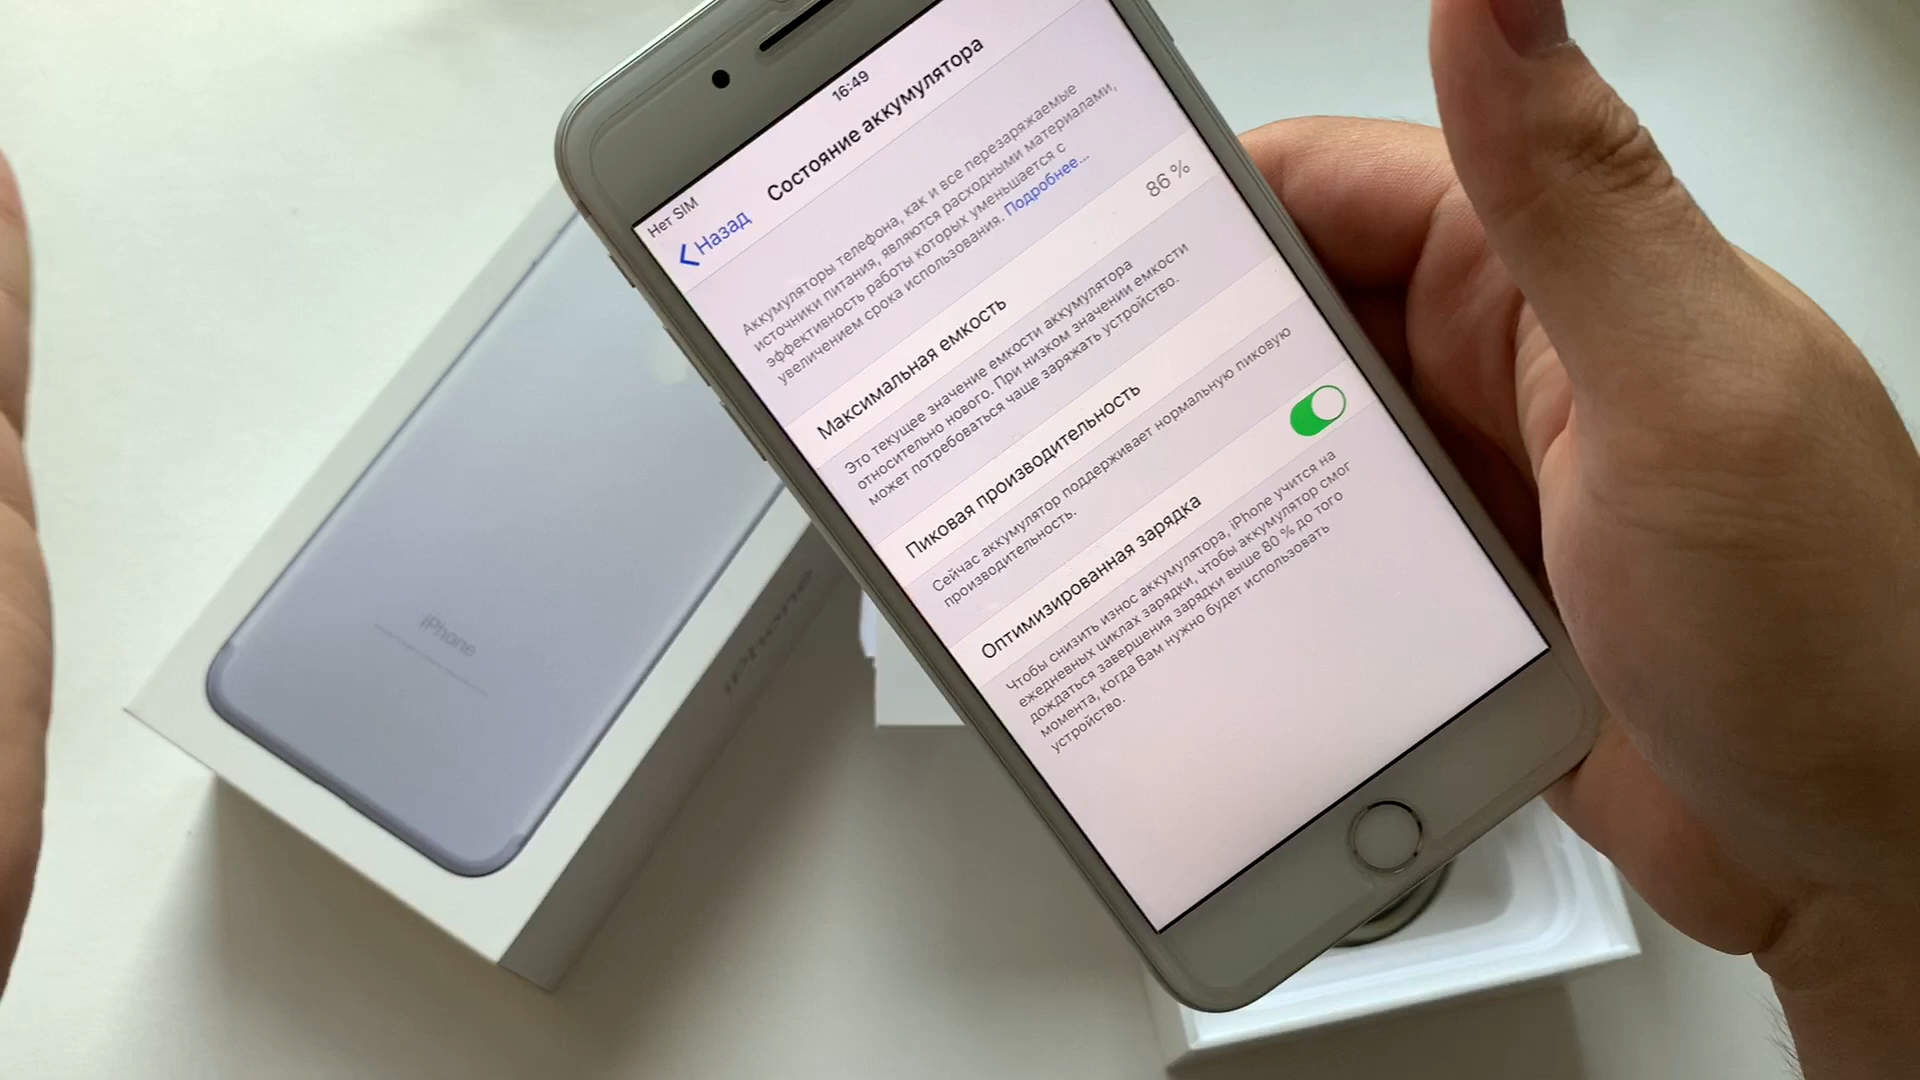 Нет SIM
16:49
Назад
Состояние аккумулятора
Аккумуляторы телефона, как и все перезаряжаемые
источники питания, являются расходными материалами,
эффективность работы которых уменьшается с
увеличением срока использования. Подробнее...
Максимальная емкость
86 %
Это текущее значение емкости аккумулятора
относительно нового. При низком значении емкости
может потребоваться чаще заряжать устройство.
Пиковая производительность
Сейчас аккумулятор поддерживает нормальную пиковую
производительность.
Оптимизированная зарядка
Чтобы снизить износ аккумулятора, iPhone учится на
ежедневных циклах зарядки, чтобы аккумулятор смог
дождаться завершения зарядки выше 80 % до того
момента, когда Вам нужно будет использовать
устройство.
iPhone
iPhone